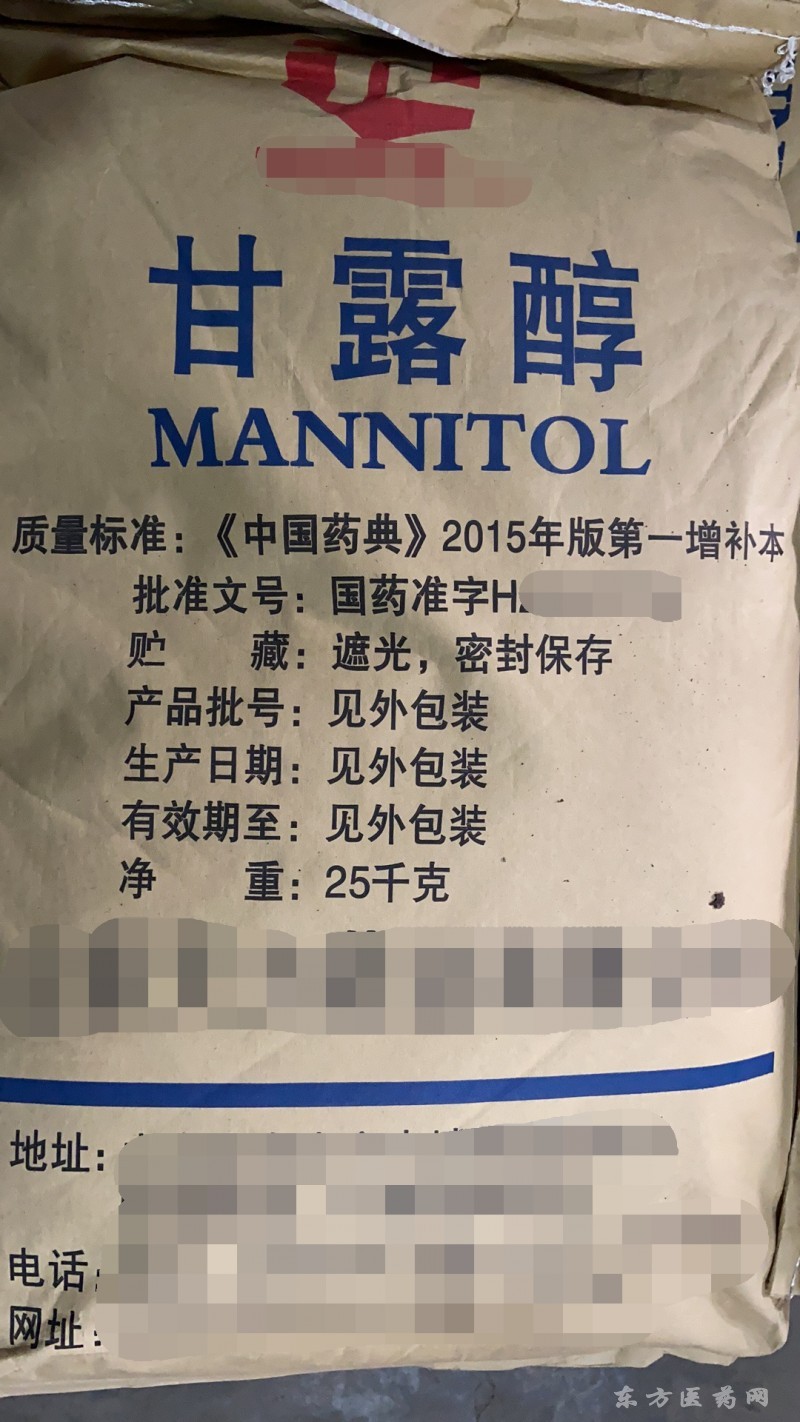 甘露醇
MANNITOL
质量标准：《中国药典》2015年版第一增补本
批准文号：国药准字H
贮藏：遮光，密封保存
产品批号：见外包装
生产日期：见外包装
有效期至：见外包装
净重：25千克
地址：
电话：
网址：
东方医药网